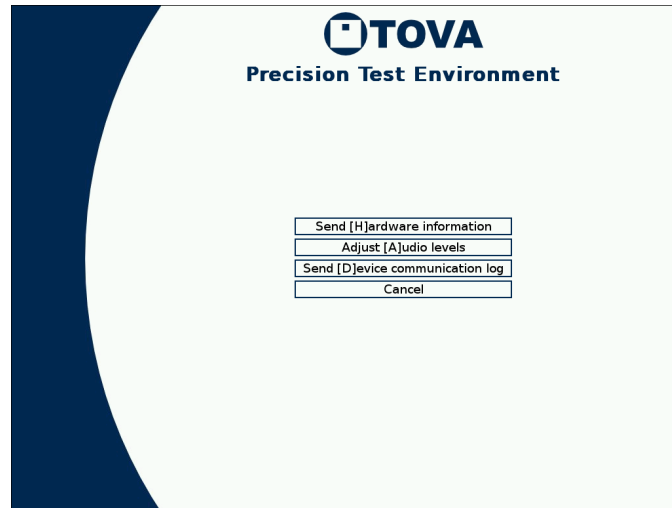 TOVA
Precision Test Environment
Send [H]ardware information
Adjust [A]udio levels
Send [D]evice communication log
Cancel